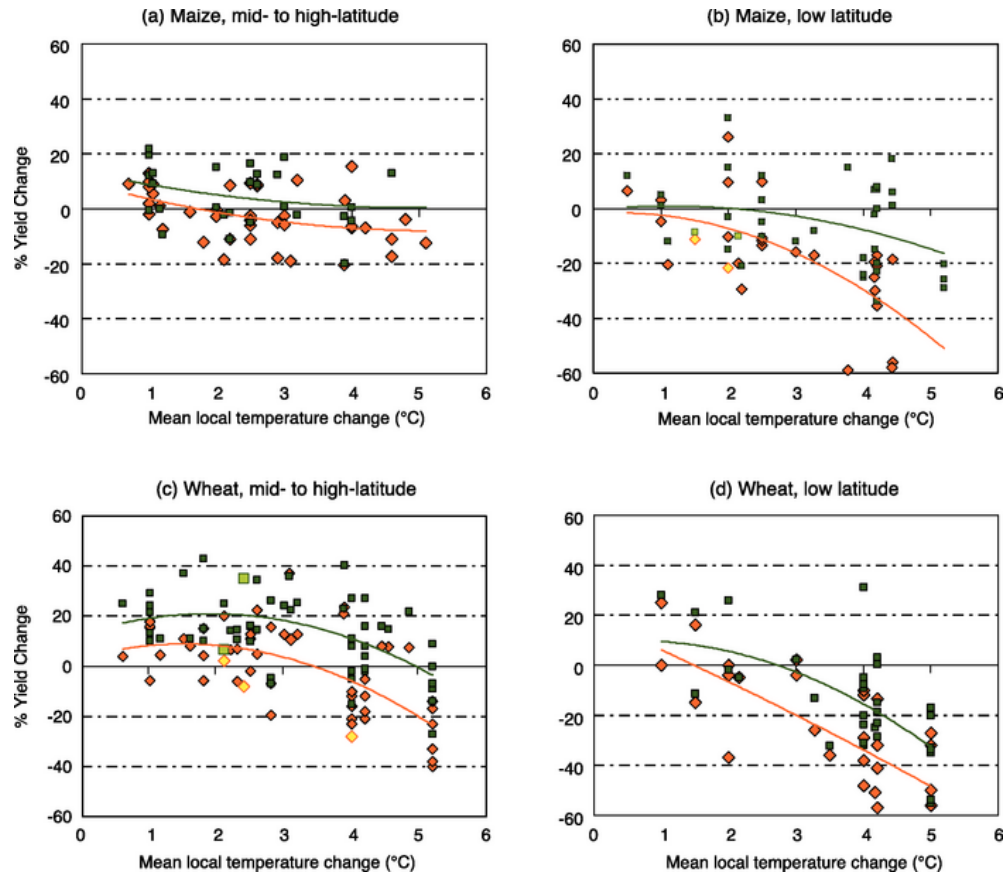 (a) Maize, mid- to high-latitude
60
40
20
0
-20
-40
-60
% Yield Change
0 1 2 3 4 5 6
Mean local temperature change (°C)
(b) Maize, low latitude
60
40
20
0
-20
-40
-60
0 1 2 3 4 5 6
Mean local temperature change (°C)
(c) Wheat, mid- to high-latitude
60
40
20
0
-20
-40
-60
% Yield Change
0 1 2 3 4 5 6
Mean local temperature change (°C)
(d) Wheat, low latitude
60
40
20
0
-20
-40
-60
0 1 2 3 4 5 6
Mean local temperature change (°C)